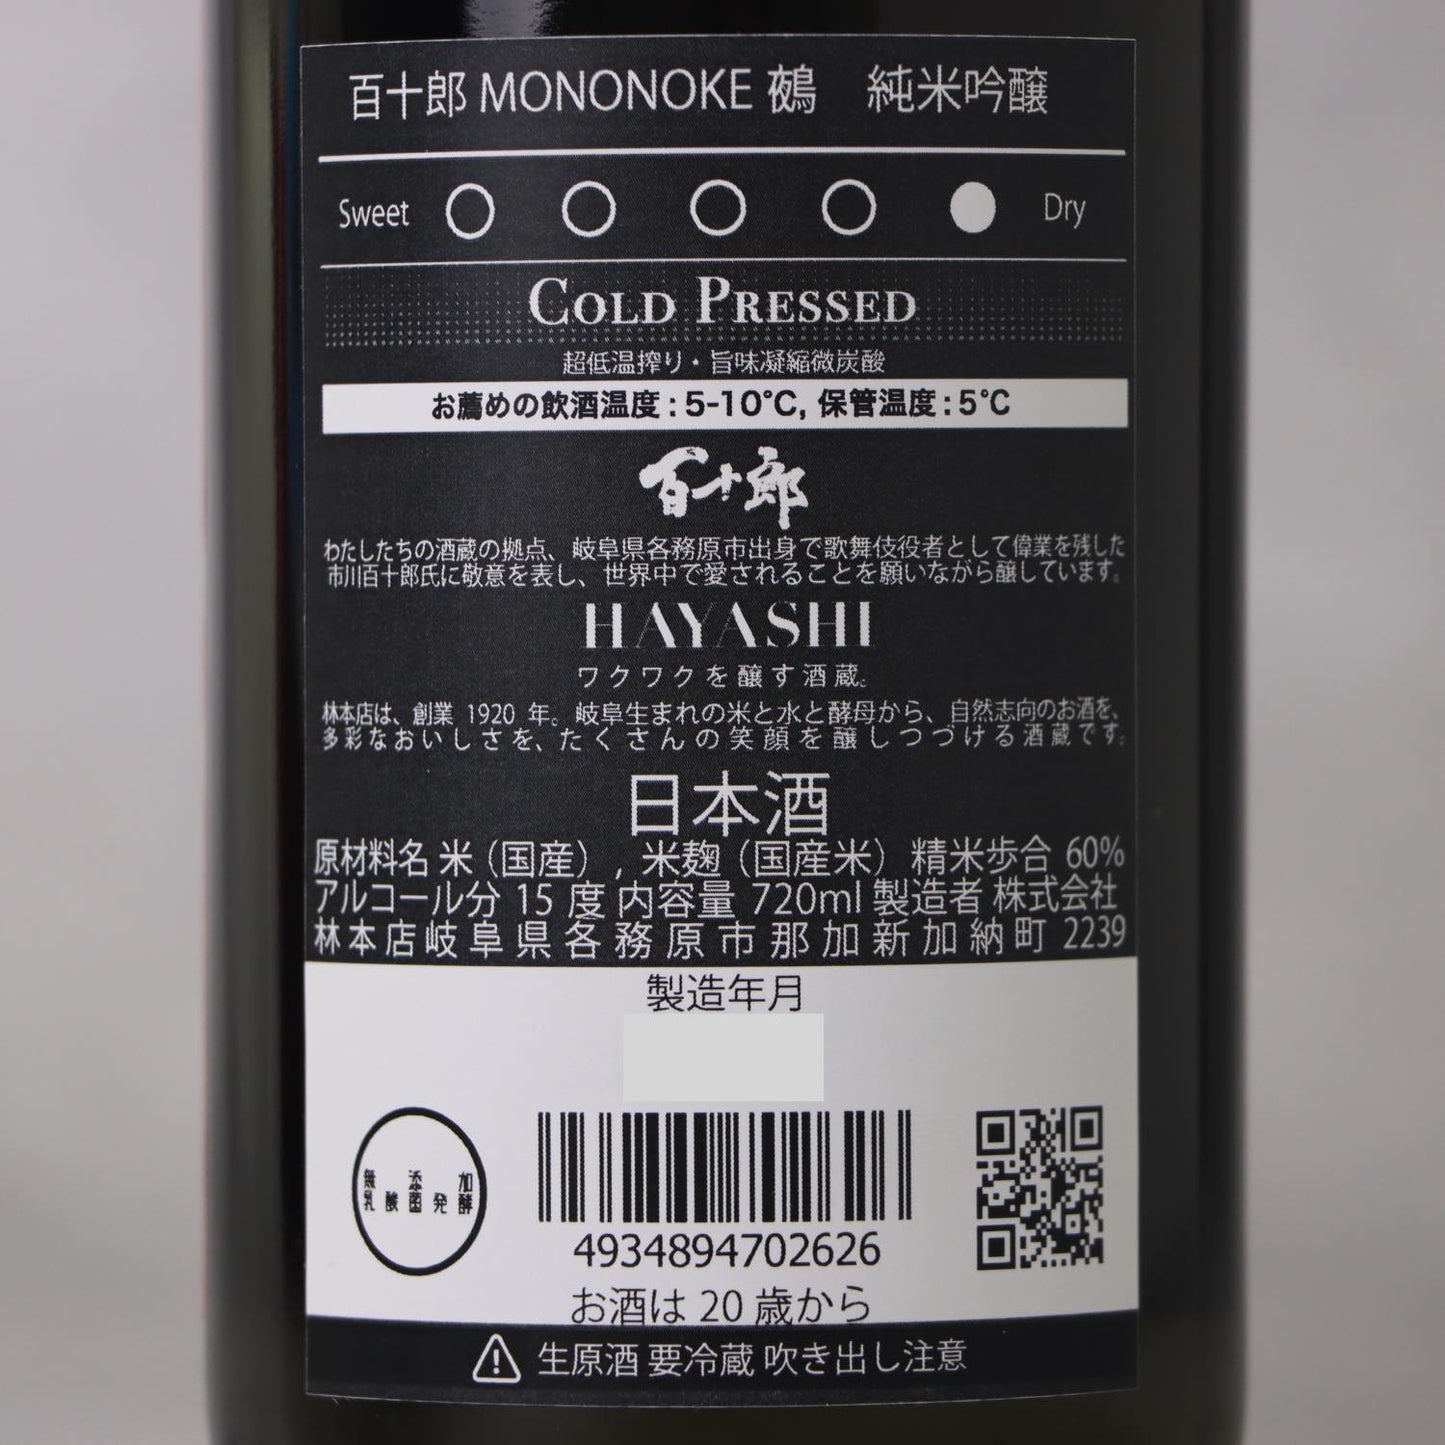 百十郎 MONONOKE 鵺　純米吟醸
Sweet Dry
COLD PRESSED
超低温搾り・旨味凝縮微炭酸
お薦めの飲酒温度：5-10℃, 保管温度：5℃
百十郎
わたしたちの酒蔵の拠点、岐阜県各務原市出身で歌舞伎役者として偉業を残した
市川百十郎氏に敬意を表し、世界中で愛されることを願いながら醸しています。
HAYASHI
ワクワクを醸す酒蔵。
林本店は、創業 1920 年。岐阜生まれの米と水と酵母から、自然志向のお酒を、
多彩なおいしさを、たくさんの笑顔を醸しつづける酒蔵です。
日本酒
原材料名 米（国産）, 米麹（国産米）精米歩合 60%
アルコール分 15 度 内容量 720ml 製造者 株式会社
林本店岐阜県各務原市那加新加納町 2239
製造年月
無添加
乳酸菌発酵
4934894702626
お酒は 20 歳から
生原酒 要冷蔵 吹き出し注意